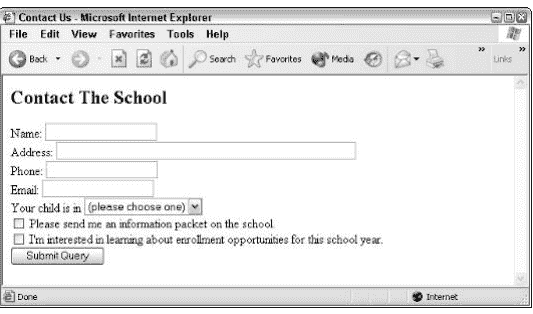 Contact Us - Microsoft Internet Explorer
File Edit View Favorites Tools Help
Back Search Favorites Media » Links »
Contact The School
Name:
Address:
Phone:
Email:
Your child is in (please choose one)
Please send me an information packet on the school.
I'm interested in learning about enrollment opportunities for this school year.
Submit Query
Done Internet